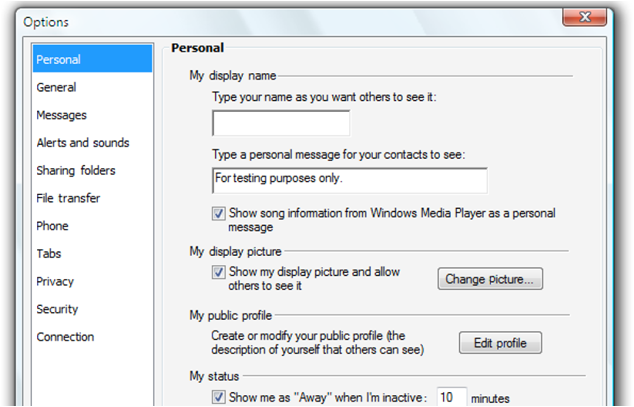 Options
Personal
General
Messages
Alerts and sounds
Sharing folders
File transfer
Phone
Tabs
Privacy
Security
Connection
Personal
My display name
Type your name as you want others to see it:
Type a personal message for your contacts to see:
For testing purposes only.
Show song information from Windows Media Player as a personal
message
My display picture
Show my display picture and allow
others to see it
Change picture...
My public profile
Create or modify your public profile (the
description of yourself that others can see)
Edit profile
My status
Show me as "Away" when I'm inactive: 10 minutes